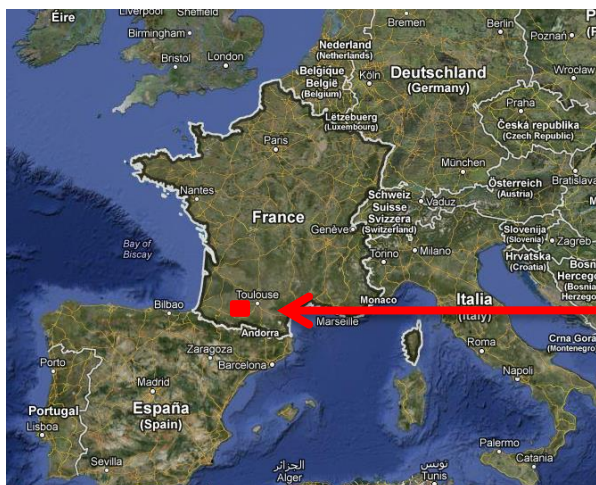 Éire
Liverpool
Sheffield
Birmingham
Bristol
London
Bremen
Berlin
Poznań
Nederland
(Netherlands)
Wrocław
België
Belgique
(Belgium)
Köln
Deutschland
(Germany)
Lëtzebuerg
(Luxembourg)
Praha
Česká republika
(Czech Republic)
Paris
München
Österreich
(Austria)
Bratislava
Nantes
Schweiz
Suisse
Svizzera
(Switzerland)
Vaduz
France
Genève
Slovenija
(Slovenia)
Zagreb
Bay of
Biscay
Torino
Milano
Hrvatska
(Croatia)
Toulouse
Monaco
Italia
(Italy)
Bilbao
Andorra
Marseille
Crna Gora
(Montenegro)
Zaragoza
Barcelona
Roma
Porto
Madrid
Napoli
Portugal
España
(Spain)
Lisboa
Sevilla
Palermo
Catania
الجزائر
Alger
تونس
Tunis